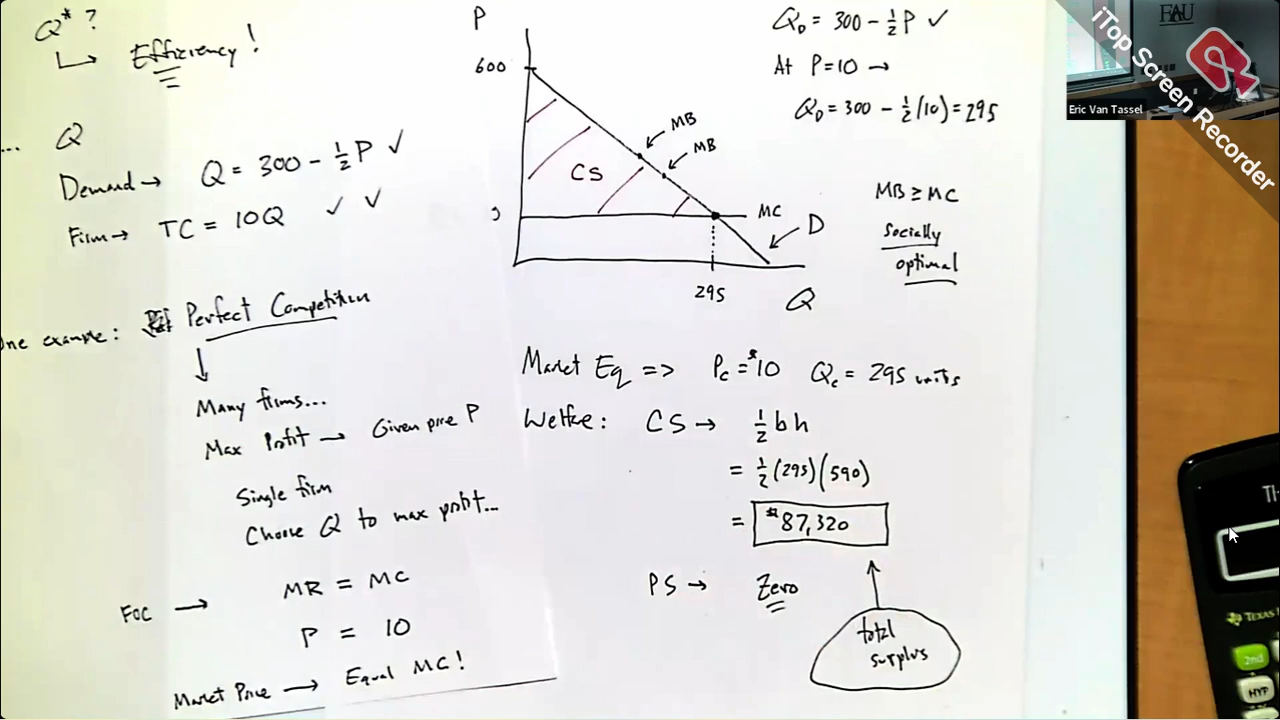 Q* ?
↳ Efficiency!
... Q
Demand → Q = 300 - ½P ✓
Firm → TC = 10Q ✓ ✓
One example: Perfect Competition
↓
Many firms...
Max Profit → Given price P
Single firm
Choose Q to max profit...
FOC → MR = MC
P = 10
Market Price → Equal MC!
P
600
MB
MB
CS
MC
D
295
Q
Q_D = 300 - ½P ✓
At P=10 →
Q_D = 300 - ½(10) = 295
MB ≥ MC
Socially
optimal
Market Eq => P_c = $10 Q_c = 295 units
Welfare: CS → ½bh
= ½(295)(590)
= $87,320
PS → Zero
total
surplus
FAU
Eric Van Tassel
iTop Screen Recorder
TEXAS
2nd
HYP